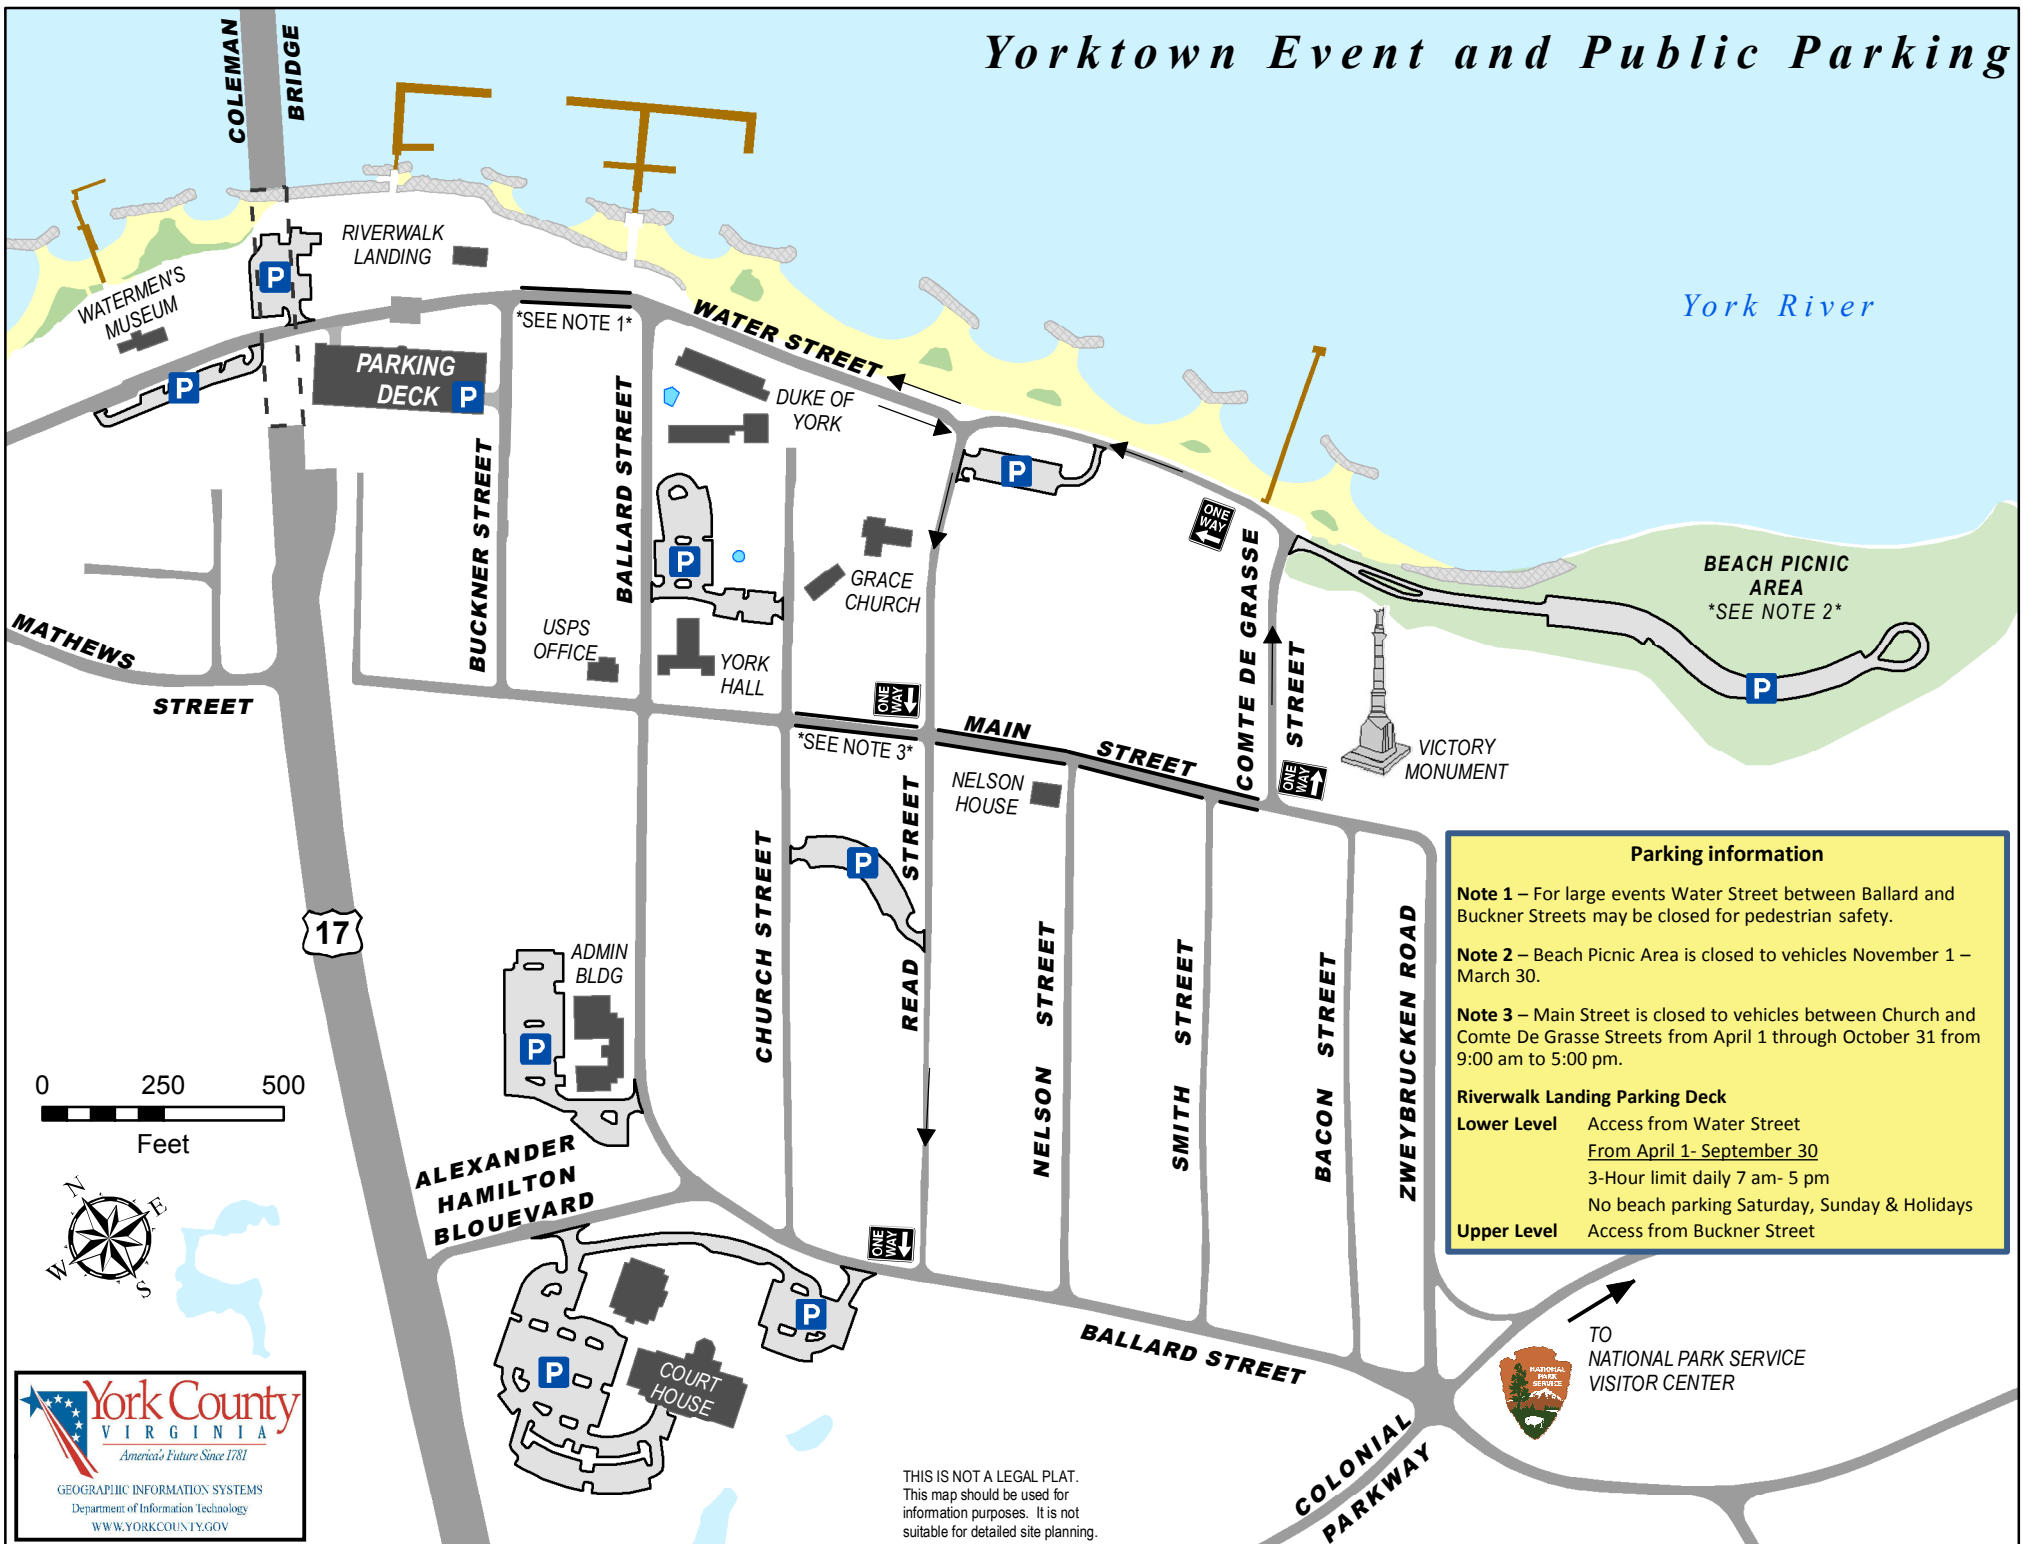 Yorktown Event and Public Parking
COLEMAN
BRIDGE
RIVERWALK
LANDING
WATERMEN'S
MUSEUM
P
P
PARKING
DECK
P
*SEE NOTE 1*
WATER STREET
York River
DUKE OF
YORK
P
BUCKNER STREET
BALLARD STREET
P
GRACE
CHURCH
ONE
WAY
COMTE DE GRASSE
STREET
BEACH PICNIC
AREA
*SEE NOTE 2*
P
MATHEWS
STREET
USPS
OFFICE
YORK
HALL
ONE
WAY
MAIN
STREET
*SEE NOTE 3*
ONE
WAY
VICTORY
MONUMENT
NELSON
HOUSE
CHURCH STREET
P
READ
STREET
NELSON
STREET
SMITH
STREET
BACON
STREET
ZWEYBRUCKEN ROAD
17
ADMIN
BLDG
P
Parking information
Note 1 – For large events Water Street between Ballard and
Buckner Streets may be closed for pedestrian safety.
Note 2 – Beach Picnic Area is closed to vehicles November 1 –
March 30.
Note 3 – Main Street is closed to vehicles between Church and
Comte De Grasse Streets from April 1 through October 31 from
9:00 am to 5:00 pm.
Riverwalk Landing Parking Deck
Lower Level Access from Water Street
From April 1- September 30
3-Hour limit daily 7 am- 5 pm
No beach parking Saturday, Sunday & Holidays
Upper Level Access from Buckner Street
0 250 500
Feet
N
E
W
S
ALEXANDER
HAMILTON
BLOUEVARD
ONE
WAY
P
P
COURT
HOUSE
BALLARD STREET
COLONIAL
PARKWAY
TO
NATIONAL PARK SERVICE
VISITOR CENTER
NATIONAL
PARK
SERVICE
York County
VIRGINIA
America's Future Since 1781
GEOGRAPHIC INFORMATION SYSTEMS
Department of Information Technology
WWW.YORKCOUNTY.GOV
THIS IS NOT A LEGAL PLAT.
This map should be used for
information purposes. It is not
suitable for detailed site planning.